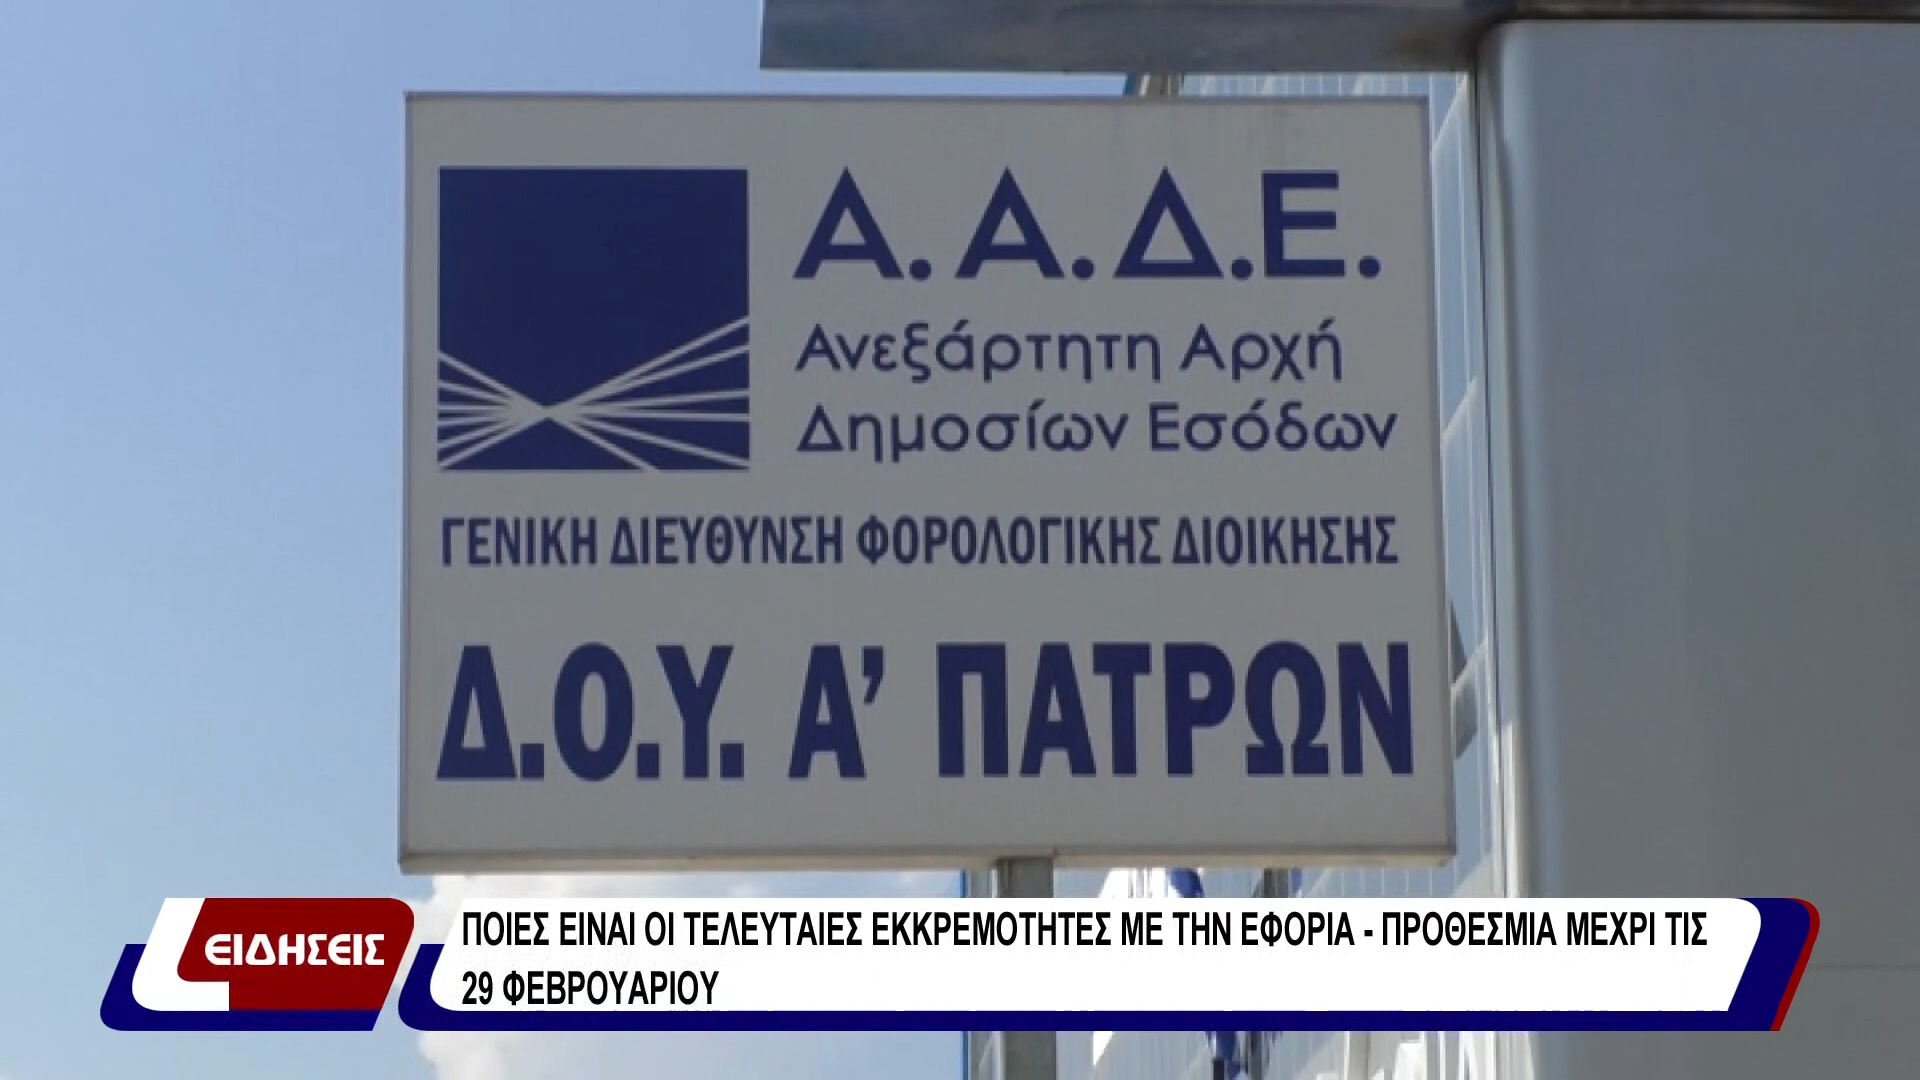 Α.Α.Δ.Ε.
Ανεξάρτητη Αρχή
Δημοσίων Εσόδων
ΓΕΝΙΚΗ ΔΙΕΥΘΥΝΣΗ ΦΟΡΟΛΟΓΙΚΗΣ ΔΙΟΙΚΗΣΗΣ
Δ.Ο.Υ. Α’ ΠΑΤΡΩΝ
ΕΙΔΗΣΕΙΣ
ΠΟΙΕΣ ΕΙΝΑΙ ΟΙ ΤΕΛΕΥΤΑΙΕΣ ΕΚΚΡΕΜΟΤΗΤΕΣ ΜΕ ΤΗΝ ΕΦΟΡΙΑ - ΠΡΟΘΕΣΜΙΑ ΜΕΧΡΙ ΤΙΣ
29 ΦΕΒΡΟΥΑΡΙΟΥ